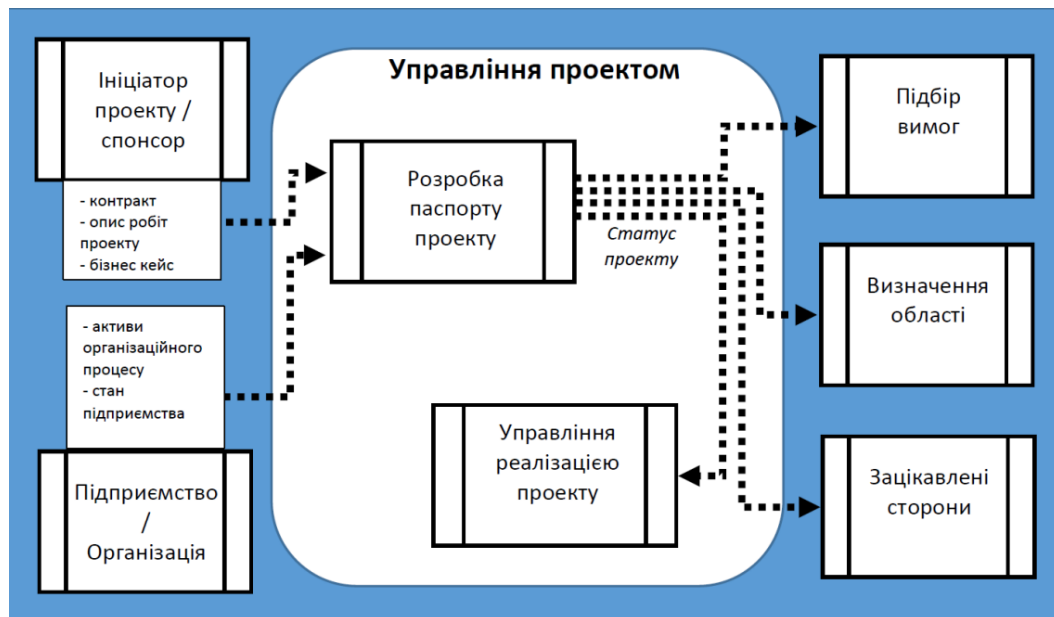 Управління проектом
Ініціатор
проекту /
спонсор
- контракт
- опис робіт
проекту
- бізнес кейс
- активи
організаційного
процесу
- стан
підприємства
Підприємство
/
Організація
Розробка
паспорту
проекту
Статус
проекту
Управління
реалізацією
проекту
Підбір
вимог
Визначення
області
Зацікавлені
сторони